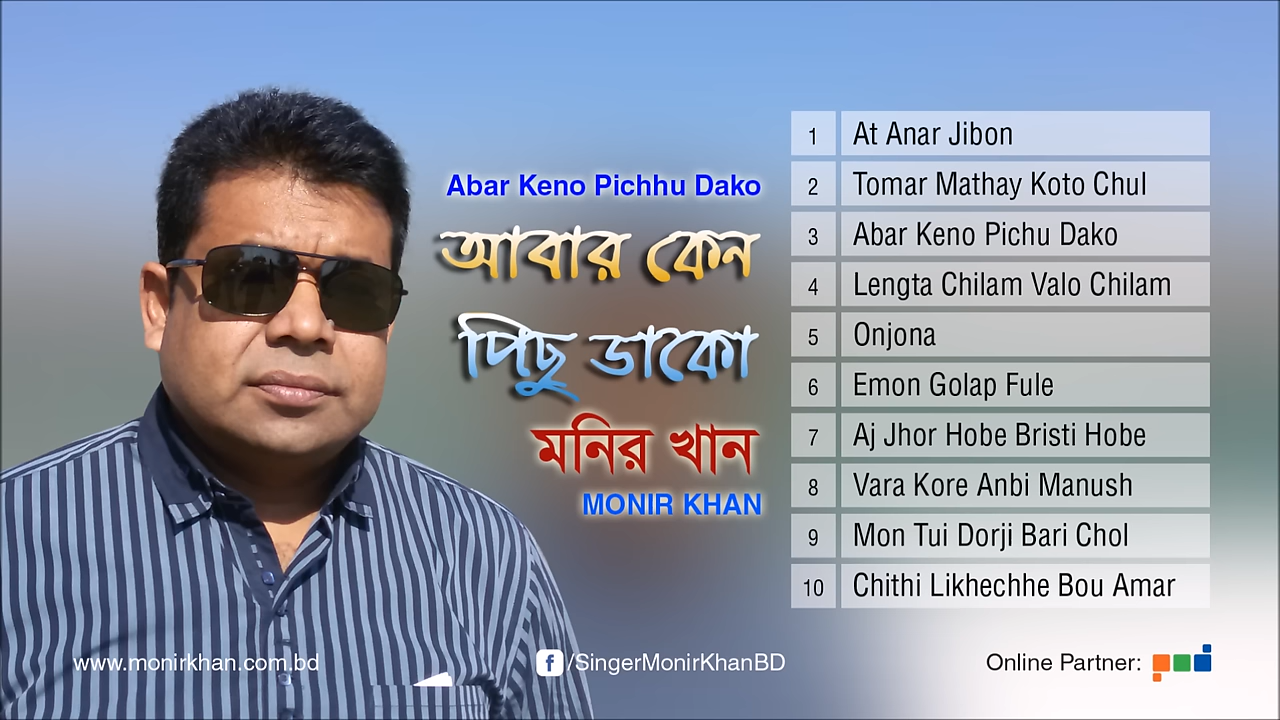 Abar Keno Pichhu Dako
আবার কেন
পিছু ডাকো
মনির খান
MONIR KHAN
1 At Anar Jibon
2 Tomar Mathay Koto Chul
3 Abar Keno Pichu Dako
4 Lengta Chilam Valo Chilam
5 Onjona
6 Emon Golap Fule
7 Aj Jhor Hobe Bristi Hobe
8 Vara Kore Anbi Manush
9 Mon Tui Dorji Bari Chol
10 Chithi Likhechhe Bou Amar
www.monirkhan.com.bd
f/SingerMonirKhanBD
Online Partner: